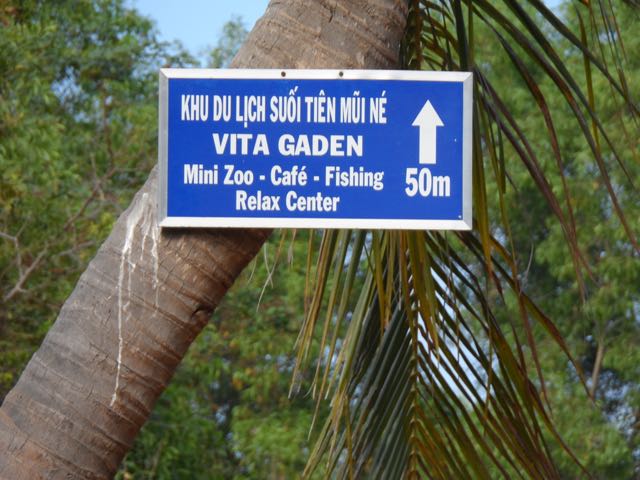 KHU DU LỊCH SUỐI TIÊN MŨI NÉ
VITA GADEN
Mini Zoo - Café - Fishing
Relax Center
50m